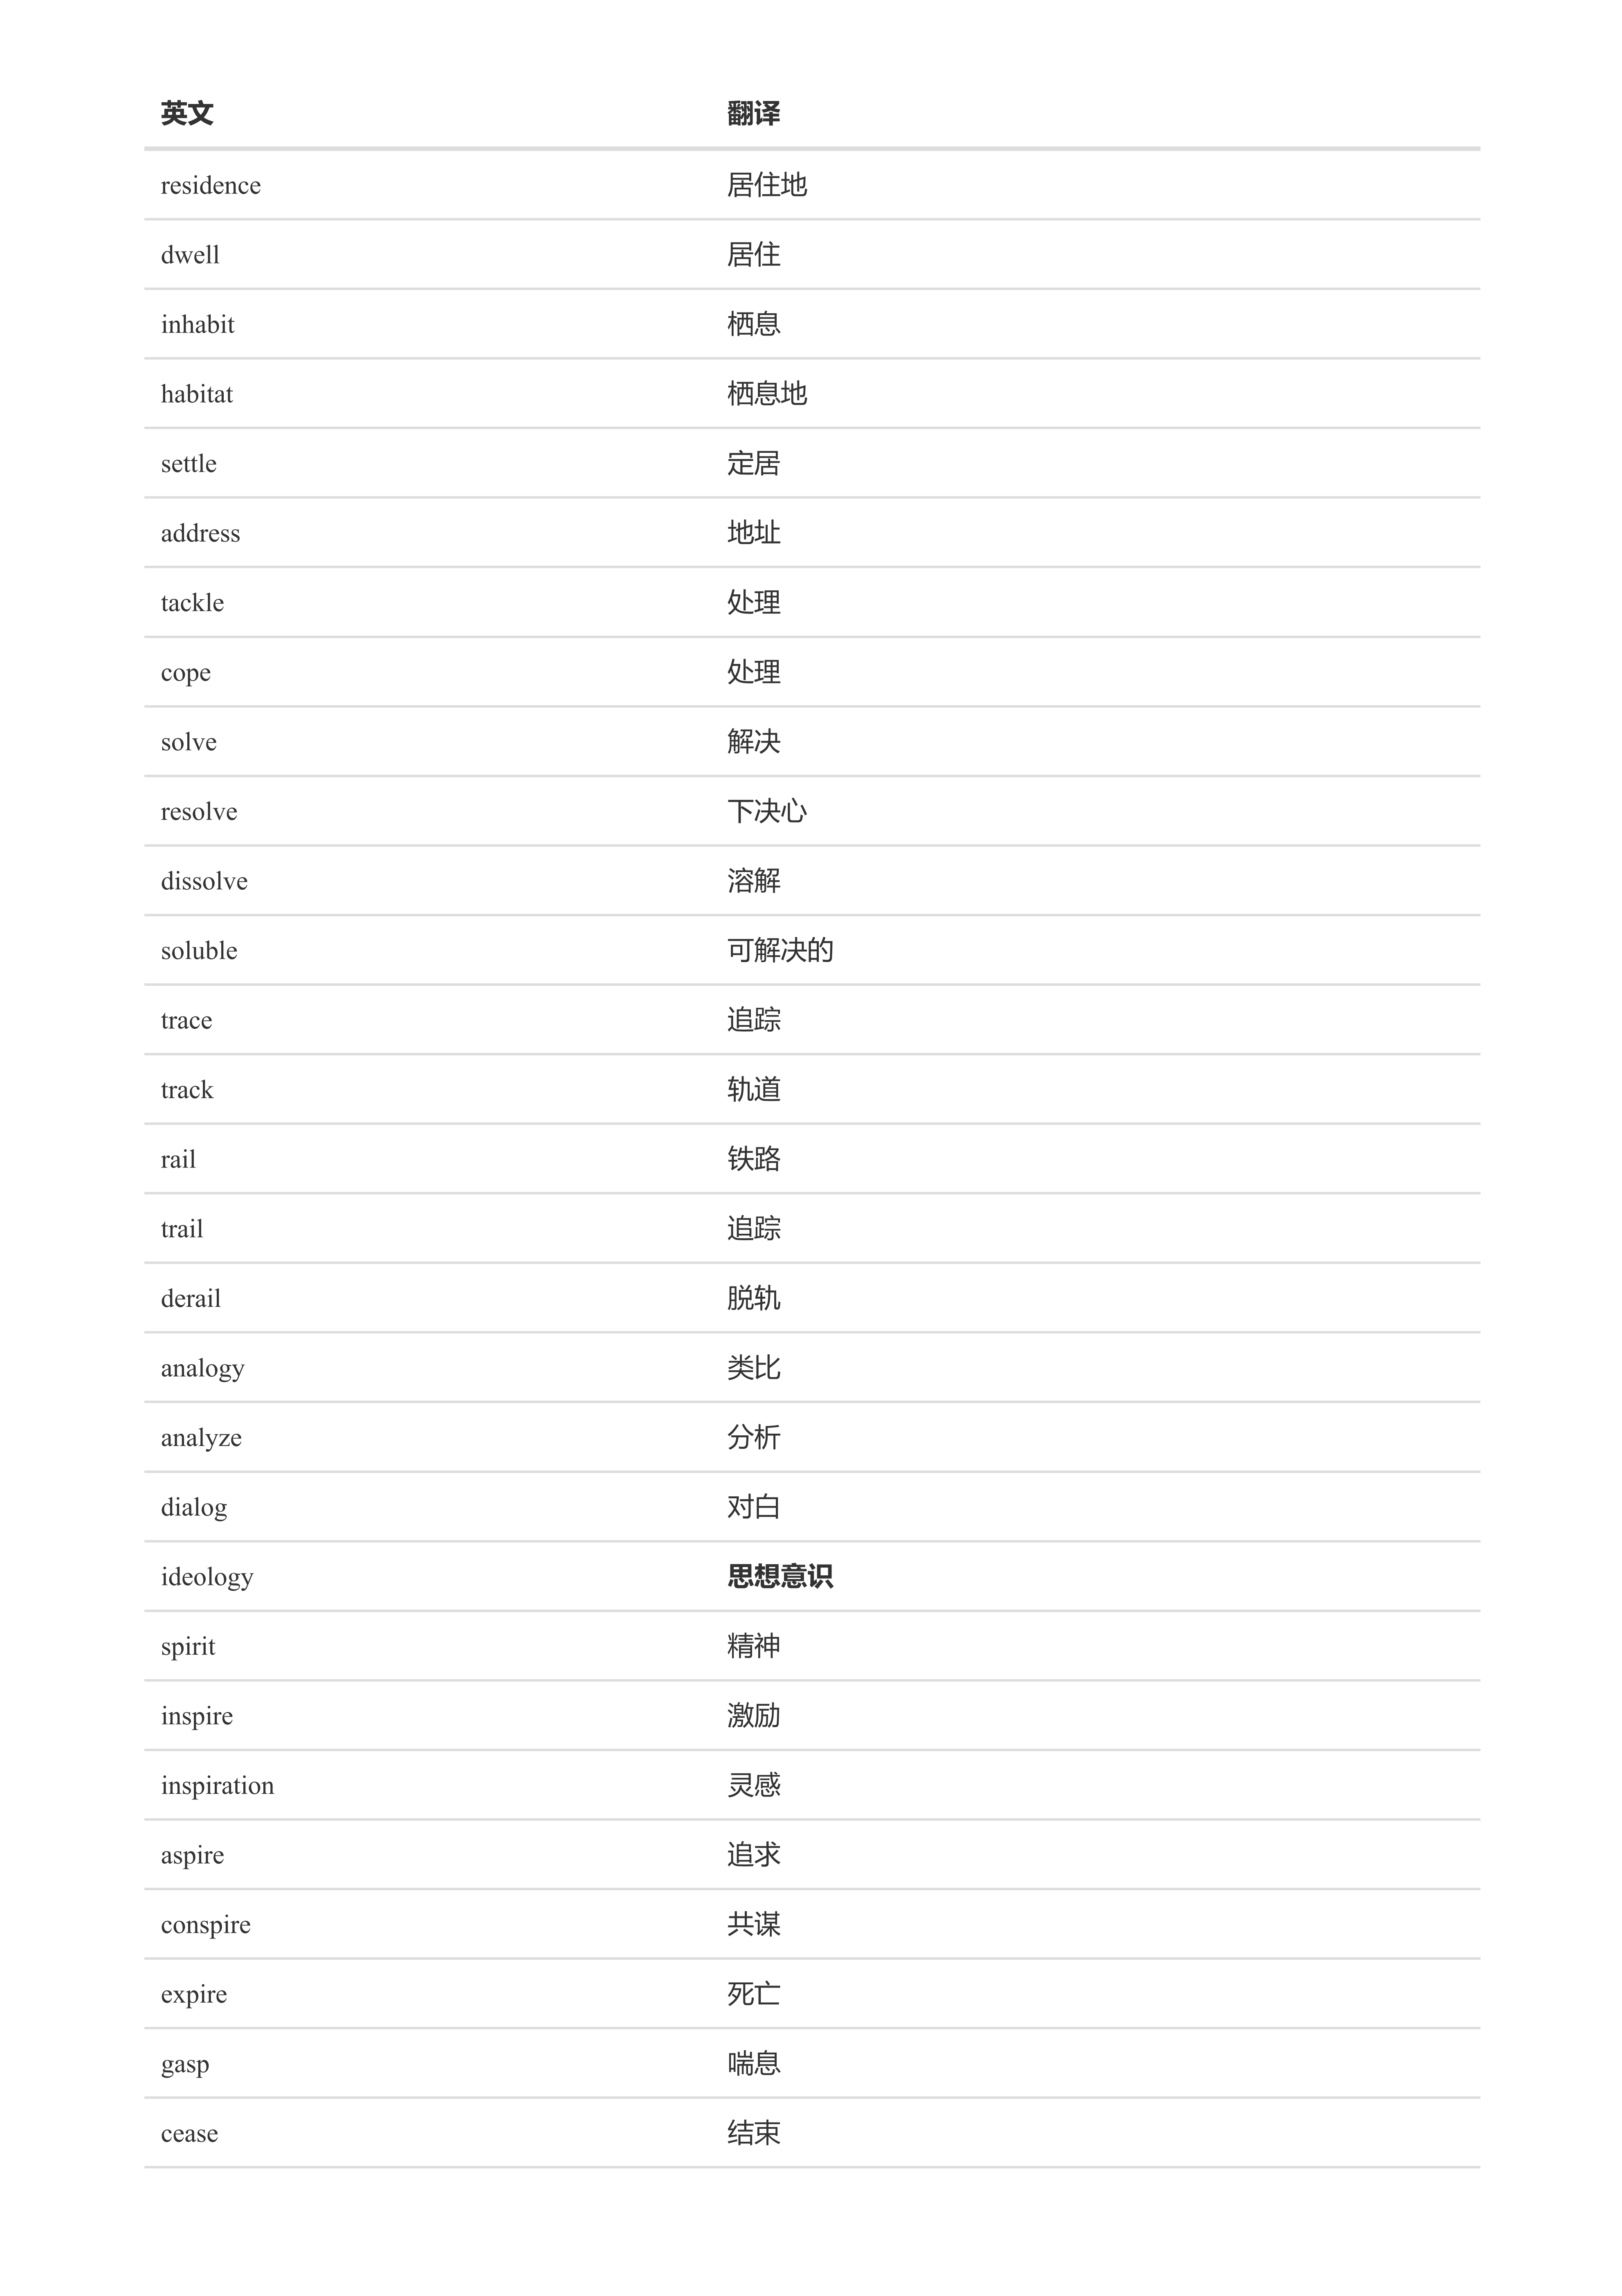 英文 翻译
residence 居住地
dwell 居住
inhabit 栖息
habitat 栖息地
settle 定居
address 地址
tackle 处理
cope 处理
solve 解决
resolve 下决心
dissolve 溶解
soluble 可解决的
trace 追踪
track 轨道
rail 铁路
trail 追踪
derail 脱轨
analogy 类比
analyze 分析
dialog 对白
ideology 思想意识
spirit 精神
inspire 激励
inspiration 灵感
aspire 追求
conspire 共谋
expire 死亡
gasp 喘息
cease 结束